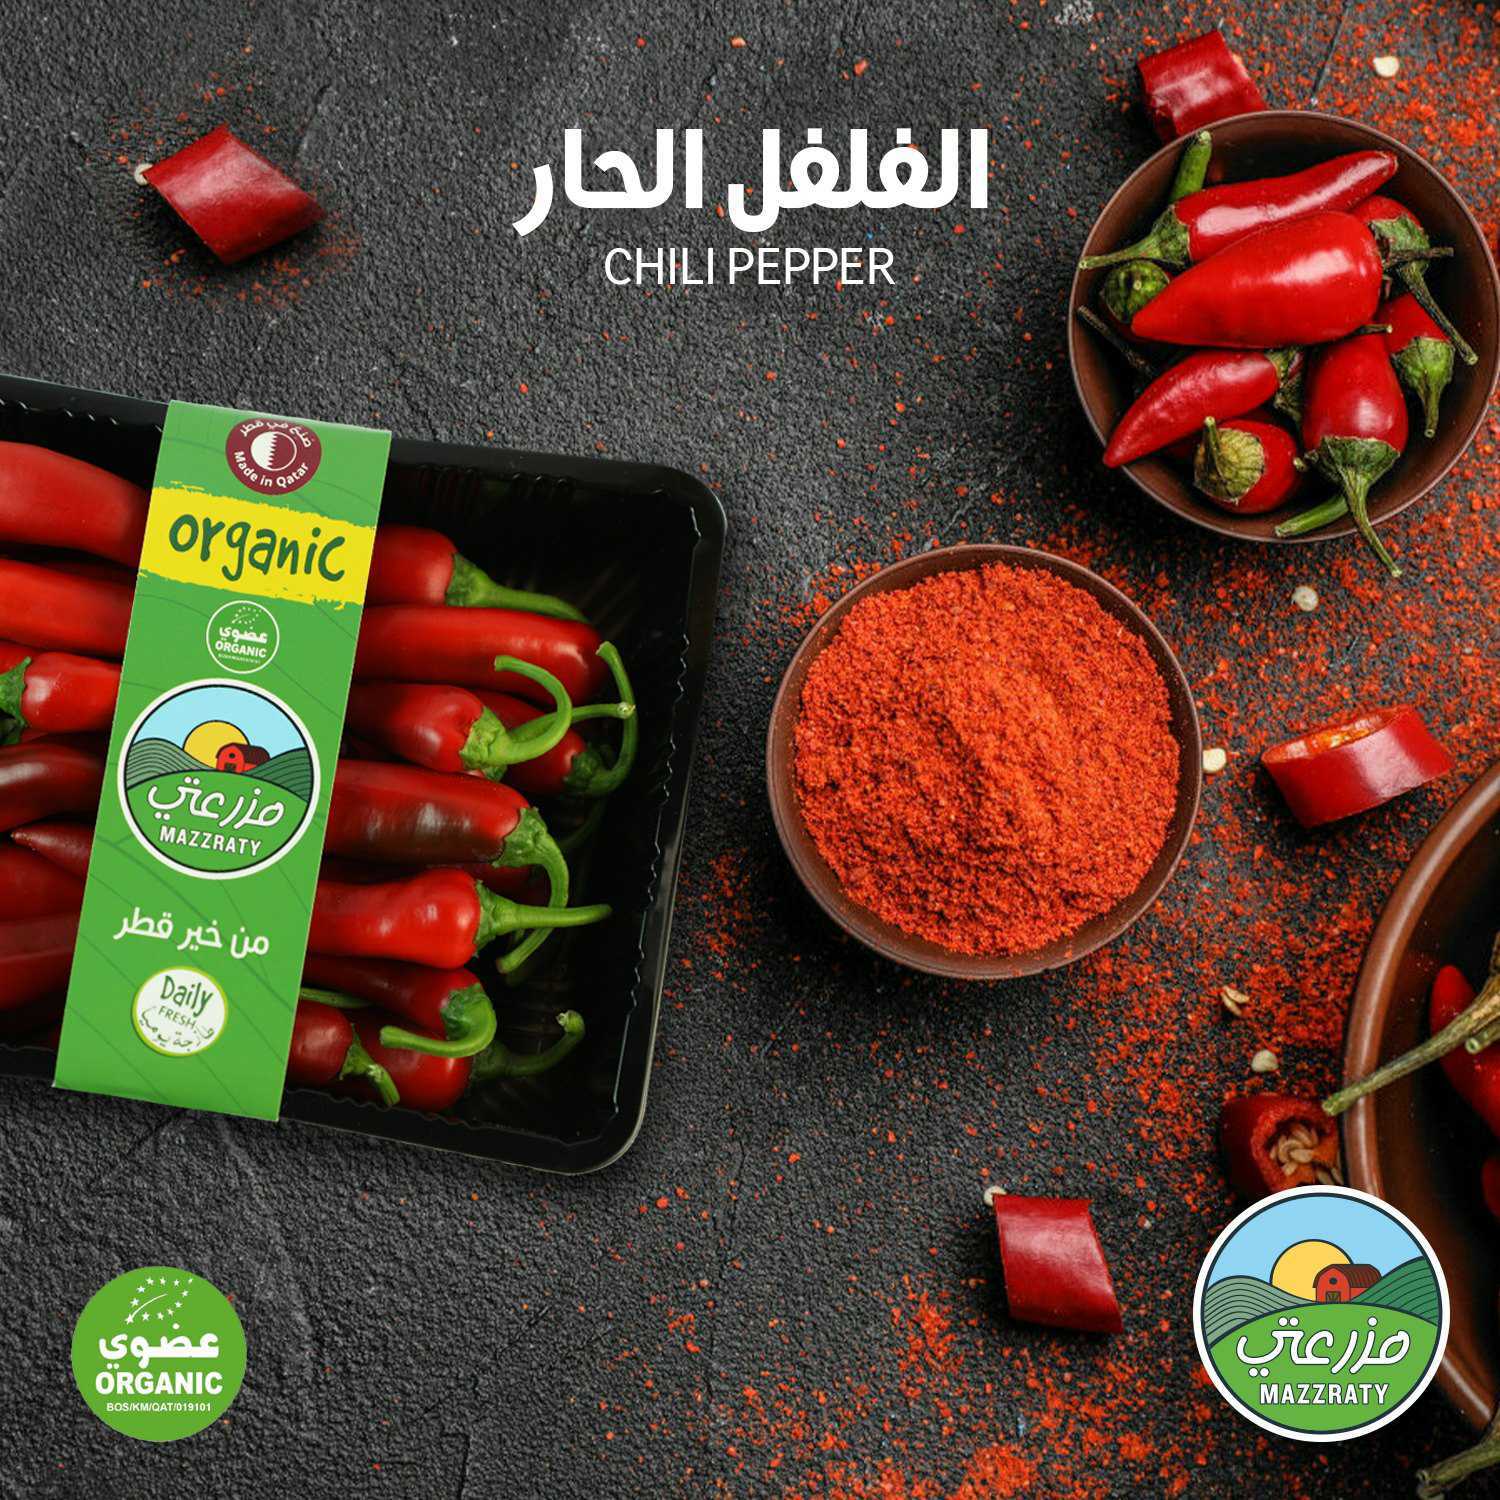 الفلفل الحار
CHILI PEPPER
صنع في قطر
Made in Qatar
organic
عضوي
ORGANIC
مزرعتي
MAZZRATY
من خير قطر
Daily
FRESH
طازجة يومياً
عضوي
ORGANIC
BOS/KM/QAT/019101
مزرعتي
MAZZRATY